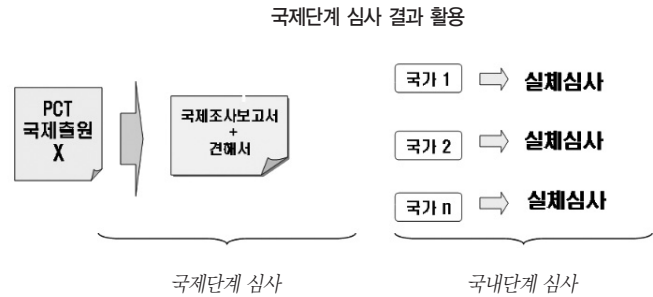 국제단계 심사 결과 활용
PCT
국제출원
X
국제조사보고서
+
견해서
국가 1
실체심사
국가 2
실체심사
국가 n
실체심사
국제단계 심사
국내단계 심사